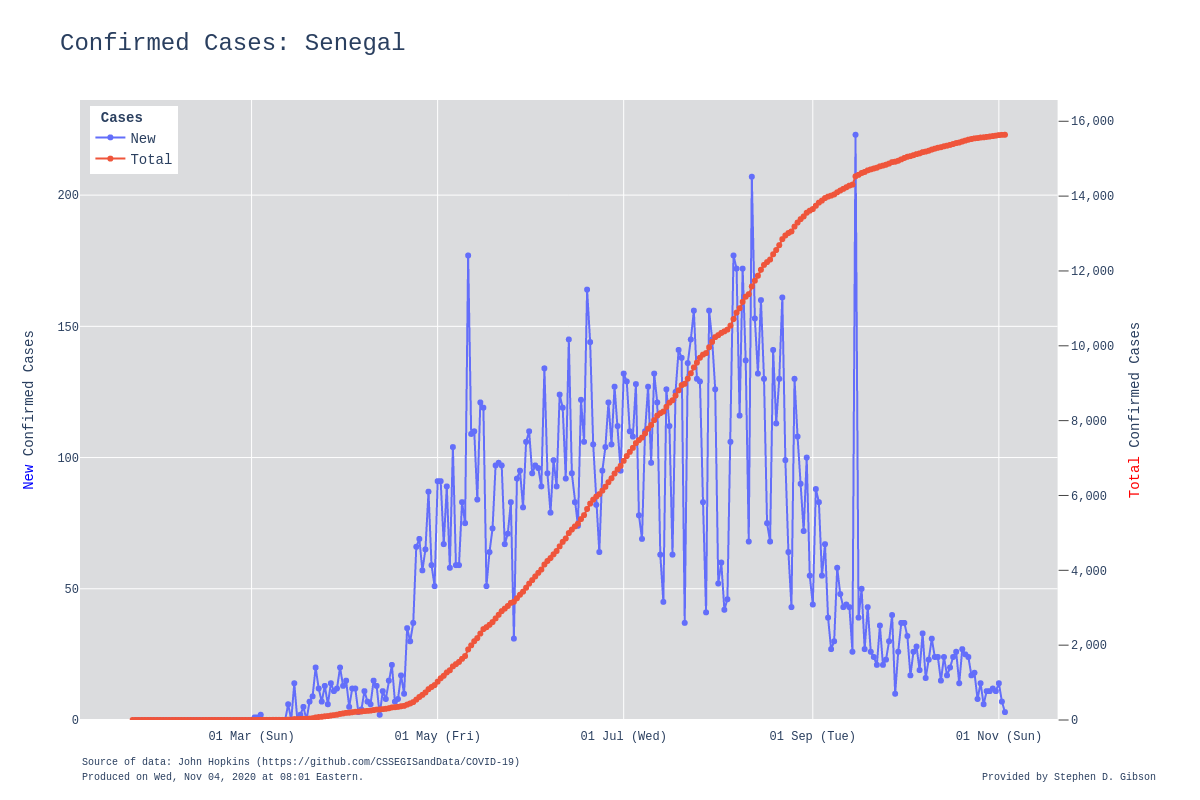 Confirmed Cases: Senegal
Cases
New
Total
200
150
100
50
0
16,000
14,000
12,000
10,000
8,000
6,000
4,000
2,000
0
New Confirmed Cases
Total Confirmed Cases
01 Mar (Sun)
01 May (Fri)
01 Jul (Wed)
01 Sep (Tue)
01 Nov (Sun)
Source of data: John Hopkins (https://github.com/CSSEGISandData/COVID-19)
Produced on Wed, Nov 04, 2020 at 08:01 Eastern.
Provided by Stephen D. Gibson